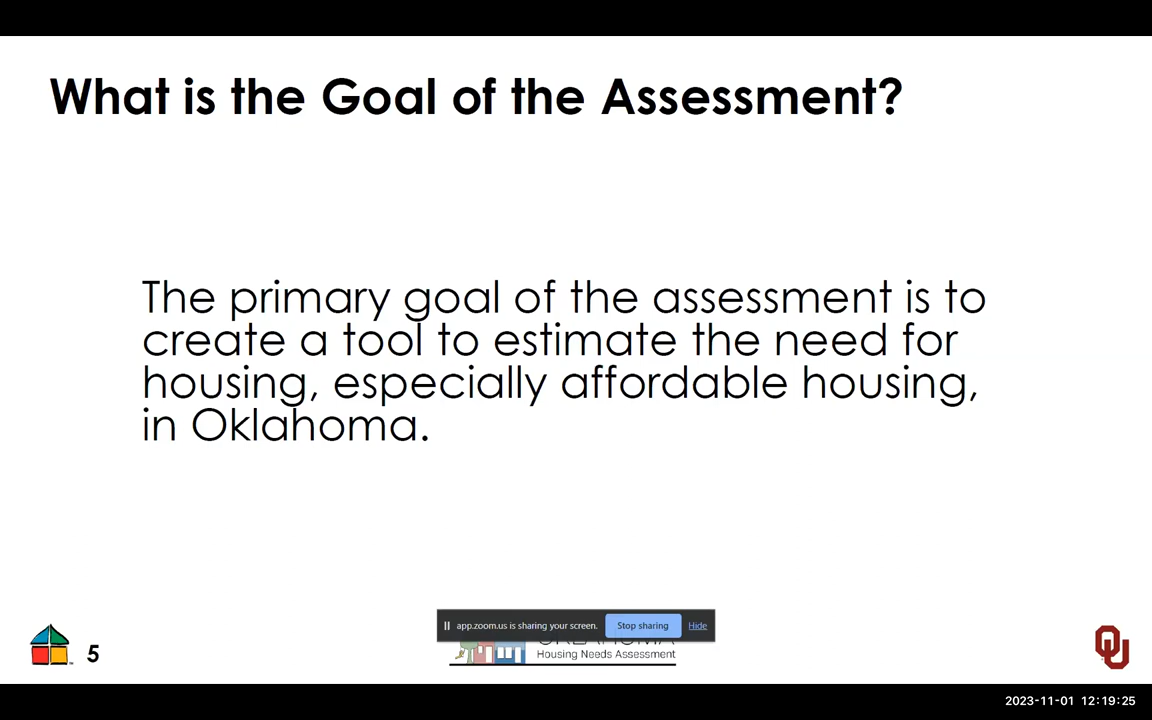 What is the Goal of the Assessment?
The primary goal of the assessment is to
create a tool to estimate the need for
housing, especially affordable housing,
in Oklahoma.
app.zoom.us is sharing your screen. Stop sharing Hide
Housing Needs Assessment
5
OU
2023-11-01 12:19:25